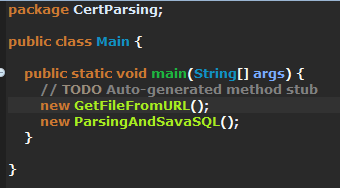 package CertParsing;
public class Main {
public static void main(String[] args) {
// TODO Auto-generated method stub
new GetFileFromURL();
new ParsingAndSavaSQL();
}
}